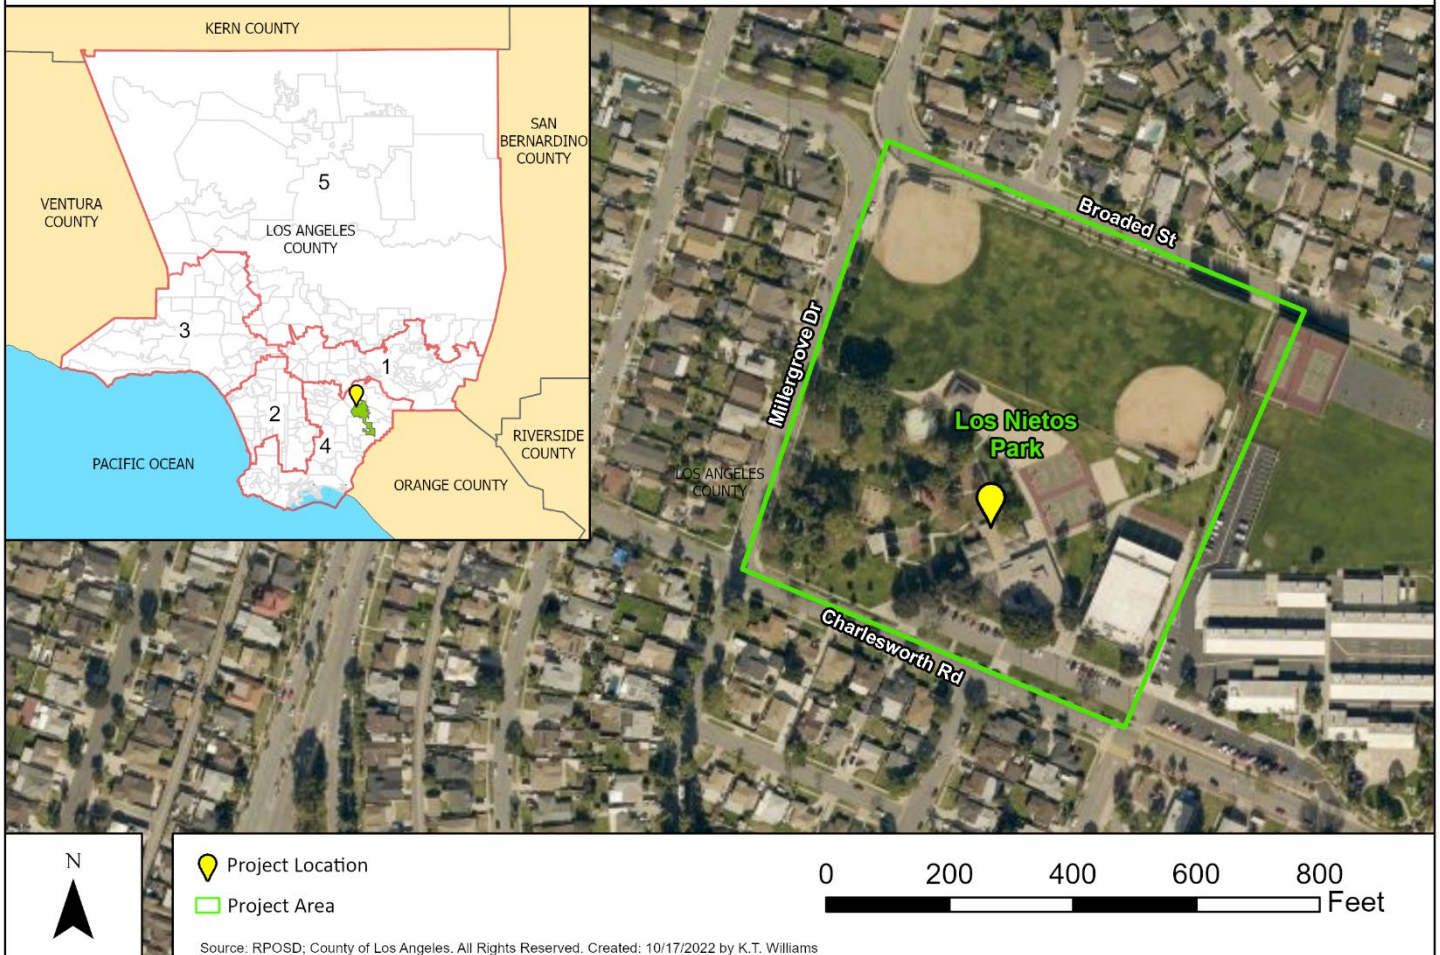 KERN COUNTY
SAN
BERNARDINO
COUNTY
5
VENTURA
COUNTY
LOS ANGELES
COUNTY
3
1
2
4
PACIFIC OCEAN
RIVERSIDE
COUNTY
ORANGE COUNTY
Broaded St
Millergrove Dr
Los Nietos
Park
LOS ANGELES
COUNTY
Charlesworth Rd
N
Project Location
Project Area
0 200 400 600 800
Feet
Source: RPOSD; County of Los Angeles. All Rights Reserved. Created: 10/17/2022 by K.T. Williams